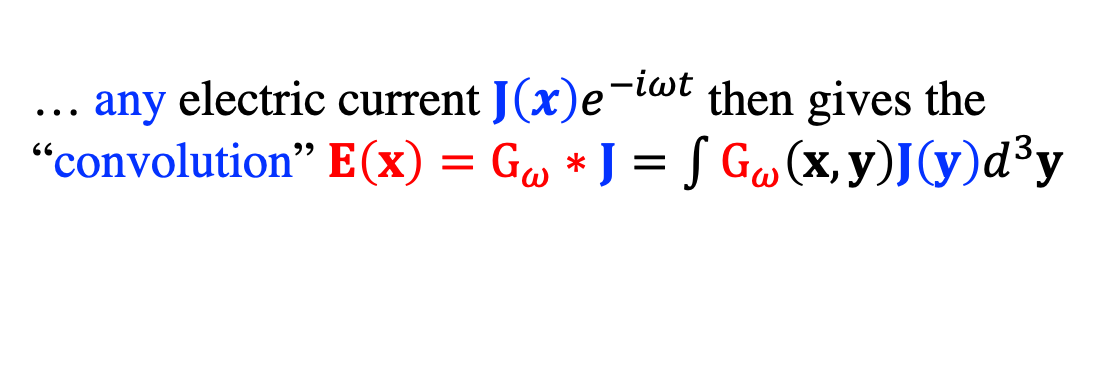 … any electric current J(x)e^{−iωt} then gives the
“convolution” E(x) = G_ω ∗ J = ∫ G_ω(x, y)J(y)d³y